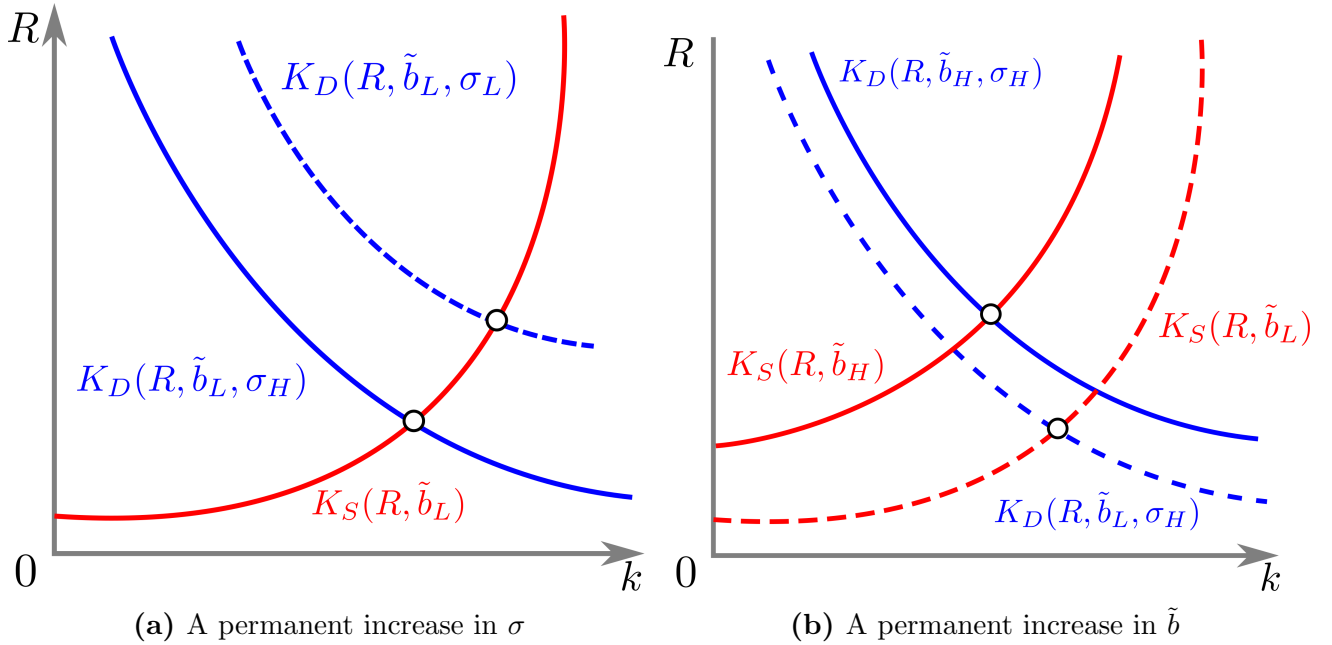 R
K_D(R, b̃_L, σ_L)
K_D(R, b̃_L, σ_H)
K_S(R, b̃_L)
0
k
(a) A permanent increase in σ
R
K_D(R, b̃_H, σ_H)
K_S(R, b̃_L)
K_S(R, b̃_H)
K_D(R, b̃_L, σ_H)
0
k
(b) A permanent increase in b̃